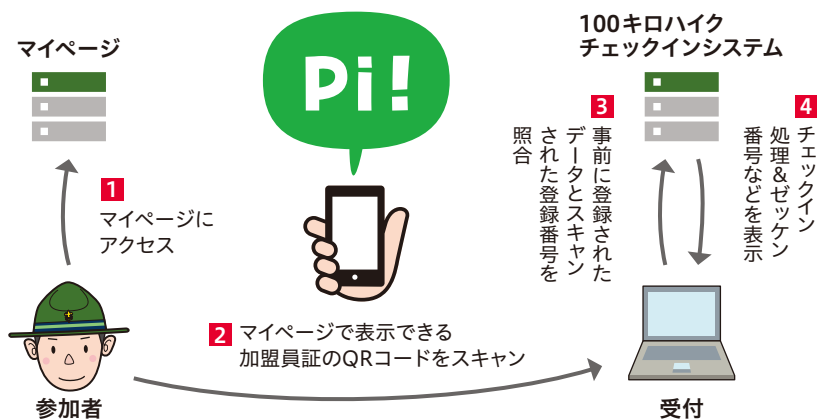 マイページ
100キロハイク
チェックインシステム
Pi!
1
マイページに
アクセス
2 マイページで表示できる
加盟員証のQRコードをスキャン
3
事前に登録された
データとスキャン
された登録番号を
照合
4
チェックイン
処理&ゼッケン
番号などを表示
参加者
受付